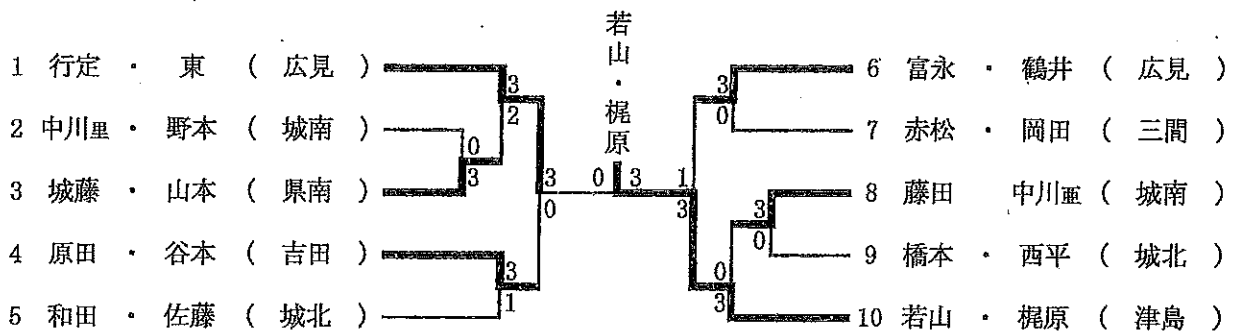 若山・梶原
1 行定 ・ 東 ( 広見 )
2 中川里 ・ 野本 ( 城南 )
3 城藤 ・ 山本 ( 県南 )
4 原田 ・ 谷本 ( 吉田 )
5 和田 ・ 佐藤 ( 城北 )
3
2
0
3
3
0
3
1
0 3
3
0
1
3
3
0
0
3
6 富永 ・ 鶴井 ( 広見 )
7 赤松 ・ 岡田 ( 三間 )
8 藤田 中川亜 ( 城南 )
9 橋本 ・ 西平 ( 城北 )
10 若山 ・ 梶原 ( 津島 )